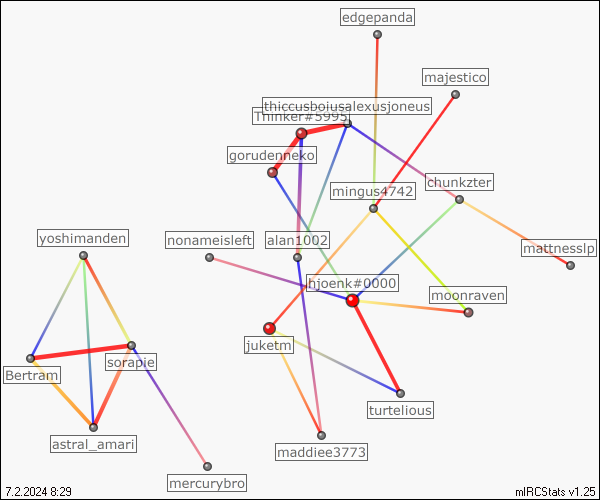 edgepanda
majestico
thiccusboiusalexusjoneus
Thinker#5995
gorudenneko
chunkzter
mingus4742
yoshimanden
nonameisleft
alan1002
mattnesslp
hjoenk#0000
moonraven
juketm
sorapie
Bertram
turtelious
astral_amari
maddiee3773
mercurybro
7.2.2024 8:29
mIRCStats v1.25